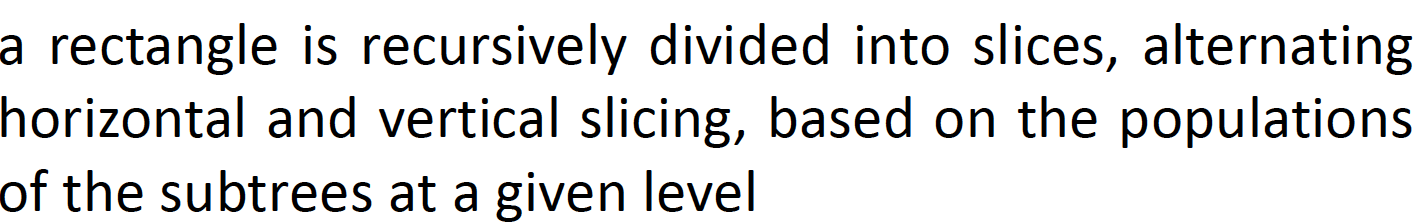 a rectangle is recursively divided into slices, alternating
horizontal and vertical slicing, based on the populations
of the subtrees at a given level